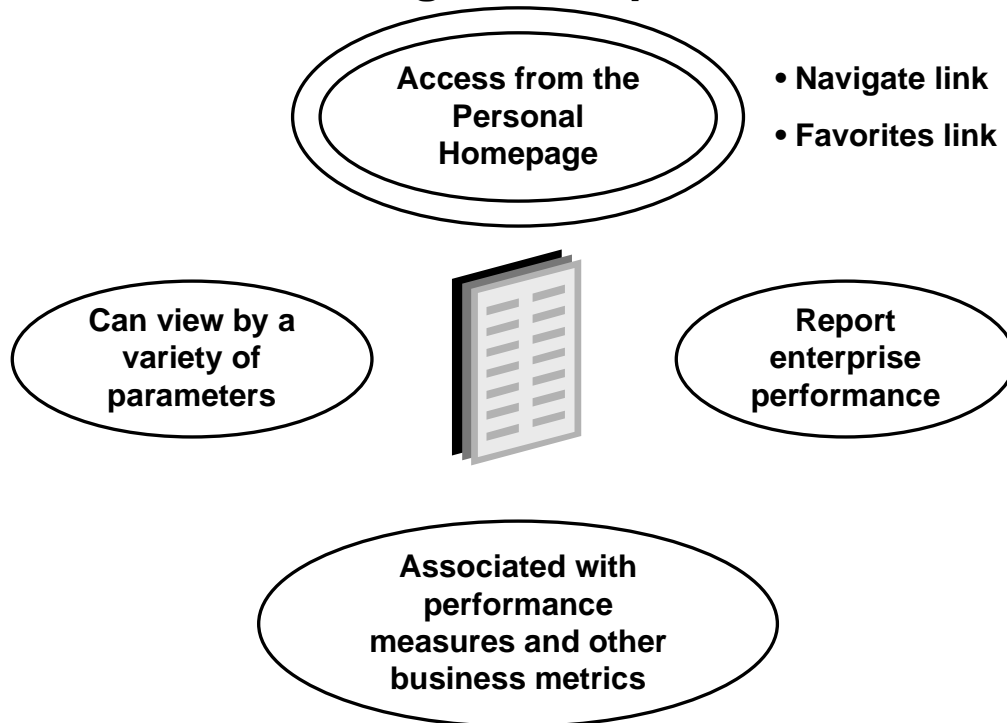 Access from the
Personal
Homepage
• Navigate link
• Favorites link
Can view by a
variety of
parameters
Report
enterprise
performance
Associated with
performance
measures and other
business metrics